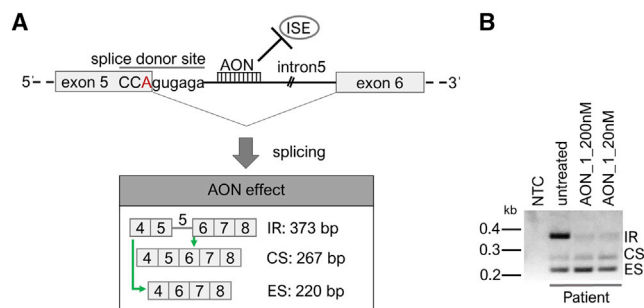 A
ISE
splice donor site
AON
intron5
5'
exon 5 CCAgugaga
exon 6
3'
splicing
AON effect
4 5 5 6 7 8 IR: 373 bp
4 5 6 7 8 CS: 267 bp
4 6 7 8 ES: 220 bp
B
NTC
untreated
AON_1_200nM
AON_1_20nM
Patient
kb
0.4
IR
0.3
CS
0.2
ES
Patient